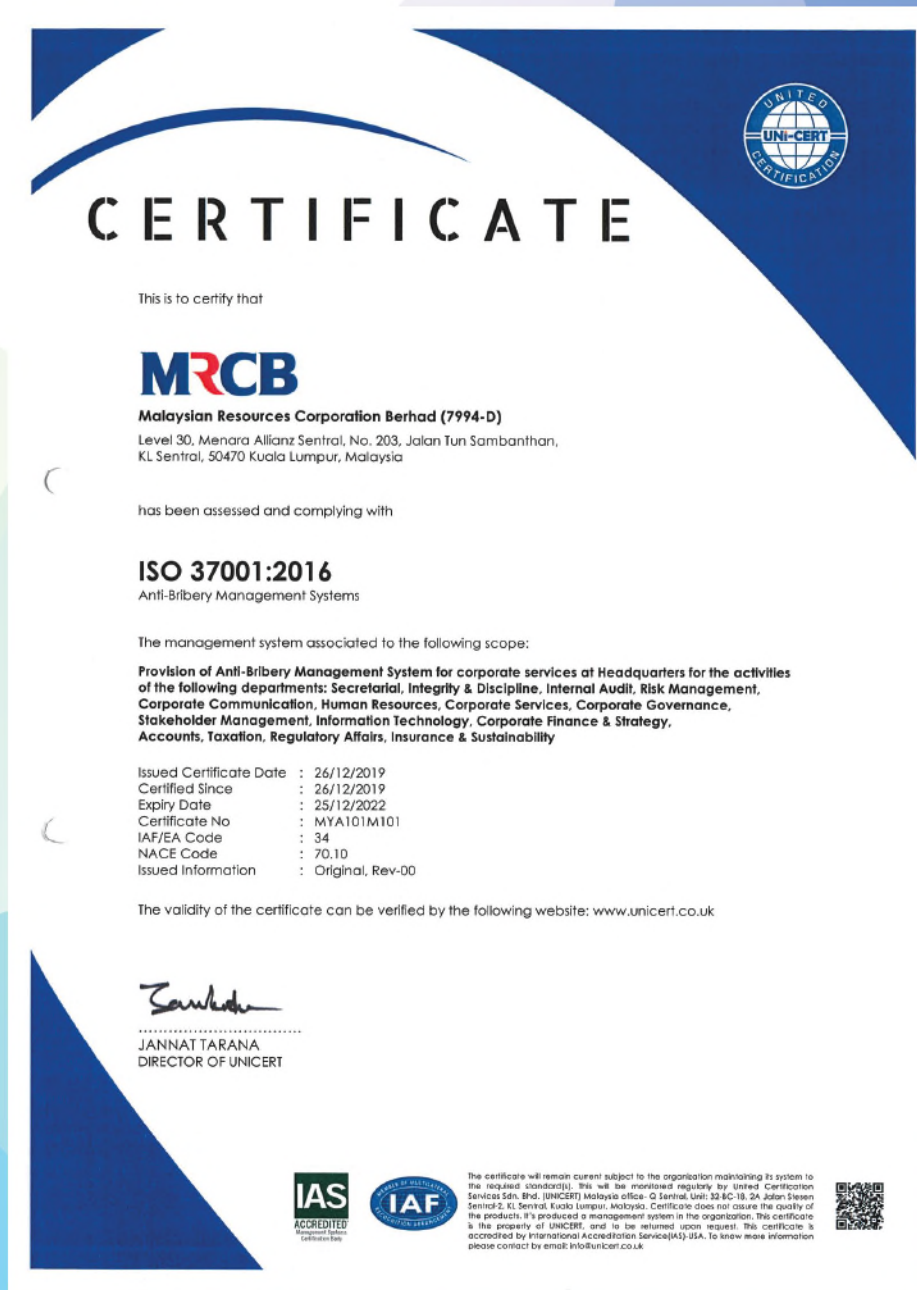 UNITED
UNi-CERT
CERTIFICATION
CERTIFICATE
This is to certify that
MRCB
Malaysian Resources Corporation Berhad (7994-D)
Level 30, Menara Allianz Sentral, No. 203, Jalan Tun Sambanthan,
KL Sentral, 50470 Kuala Lumpur, Malaysia
has been assessed and complying with
ISO 37001:2016
Anti-Bribery Management Systems
The management system associated to the following scope:
Provision of Anti-Bribery Management System for corporate services at Headquarters for the activities
of the following departments: Secretarial, Integrity & Discipline, Internal Audit, Risk Management,
Corporate Communication, Human Resources, Corporate Services, Corporate Governance,
Stakeholder Management, Information Technology, Corporate Finance & Strategy,
Accounts, Taxation, Regulatory Affairs, Insurance & Sustainability
Issued Certificate Date : 26/12/2019
Certified Since : 26/12/2019
Expiry Date : 25/12/2022
Certificate No : MYA101M101
IAF/EA Code : 34
NACE Code : 70.10
Issued Information : Original, Rev-00
The validity of the certificate can be verified by the following website: www.unicert.co.uk
JANNAT TARANA
DIRECTOR OF UNICERT
IAS
ACCREDITED
Management Systems
Certification Body
MEMBER OF MULTILATERAL
IAF
RECOGNITION ARRANGEMENT
The certificate will remain curent subject to the organization maintaining its system to
the required standard(s). This will be monitored regularly by United Certification
Services Sdn. Bhd. (UNICERT) Malaysia office- Q Sentral, Unit: 32-BC-18, 2A Jalan Stesen
Sentral-2, KL Sentral, Kuala Lumpur, Malaysia. Certificate does not assure the quality of
the products. It's produced a management system in the organization. This certificate
is the property of UNICERT, and to be returned upon request. This certificate is
accredited by International Accreditation Service(IAS)-USA. To know more information
please contact by email: info@unicert.co.uk